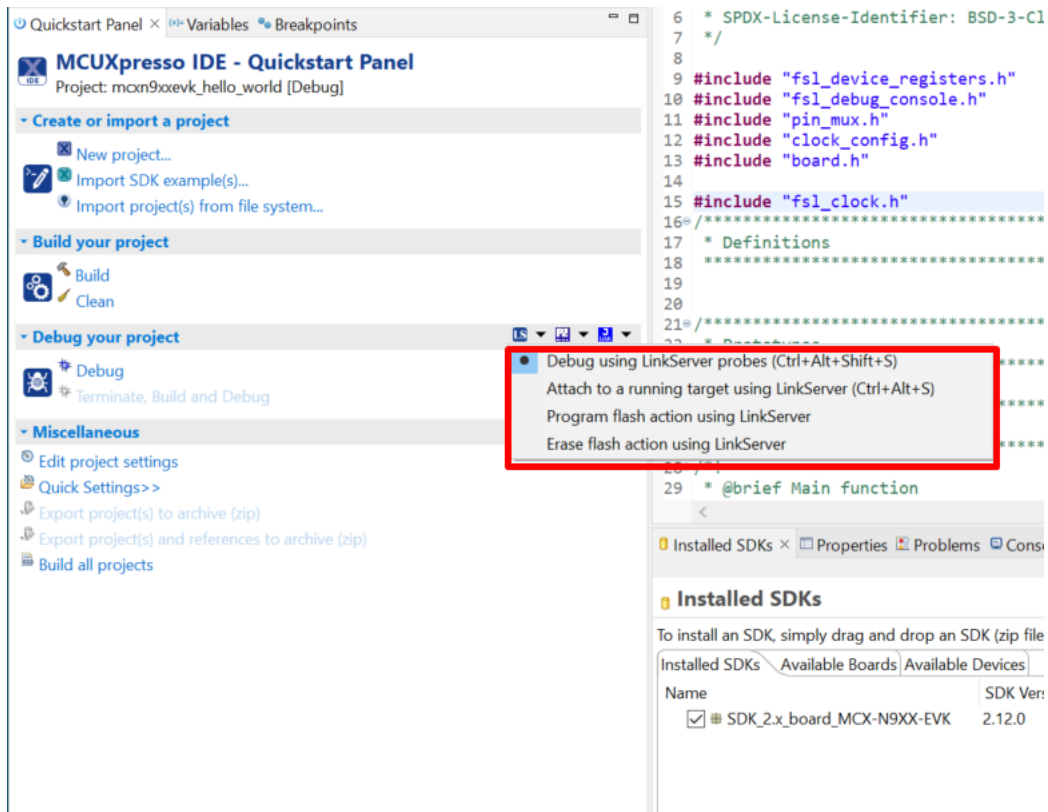 Quickstart Panel
Variables
Breakpoints
MCUXpresso IDE - Quickstart Panel
IDE
Project: mcxn9xxevk_hello_world [Debug]
Create or import a project
New project...
Import SDK example(s)...
Import project(s) from file system...
Build your project
Build
Clean
Debug your project
LS
Debug
Terminate, Build and Debug
Miscellaneous
Edit project settings
Quick Settings>>
Export project(s) to archive (zip)
Export project(s) and references to archive (zip)
Build all projects
Debug using LinkServer probes (Ctrl+Alt+Shift+S)
Attach to a running target using LinkServer (Ctrl+Alt+S)
Program flash action using LinkServer
Erase flash action using LinkServer
6 * SPDX-License-Identifier: BSD-3-Cl
7 */
8
9 #include "fsl_device_registers.h"
10 #include "fsl_debug_console.h"
11 #include "pin_mux.h"
12 #include "clock_config.h"
13 #include "board.h"
14
15 #include "fsl_clock.h"
16 /***********************************
17 * Definitions
18 ***********************************
19
20
21 /***********************************
29 * @brief Main function
Installed SDKs
Properties
Problems
Conso
Installed SDKs
To install an SDK, simply drag and drop an SDK (zip file
Installed SDKs Available Boards Available Devices
Name SDK Vers
SDK_2.x_board_MCX-N9XX-EVK 2.12.0